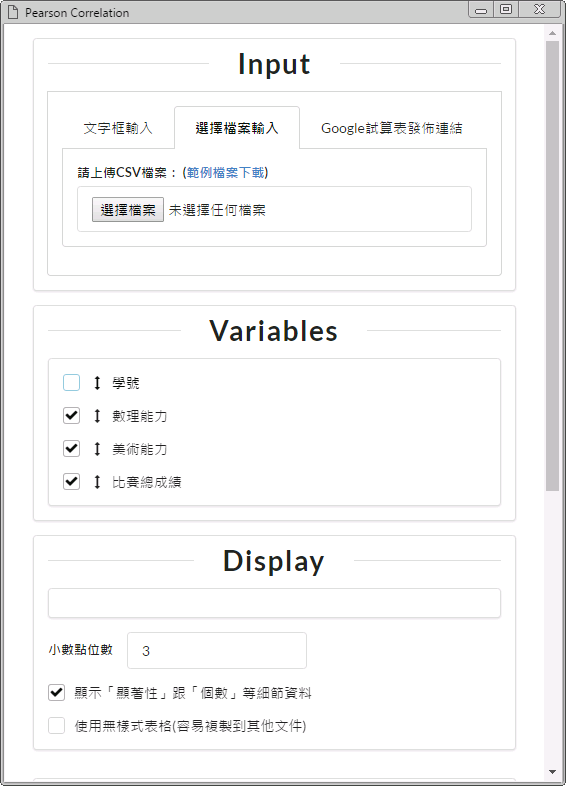 Pearson Correlation
Input
文字框輸入
選擇檔案輸入
Google試算表發佈連結
請上傳CSV檔案： (範例檔案下載)
選擇檔案 未選擇任何檔案
Variables
學號
數理能力
美術能力
比賽總成績
Display
小數點位數 3
顯示「顯著性」跟「個數」等細節資料
使用無樣式表格(容易複製到其他文件)